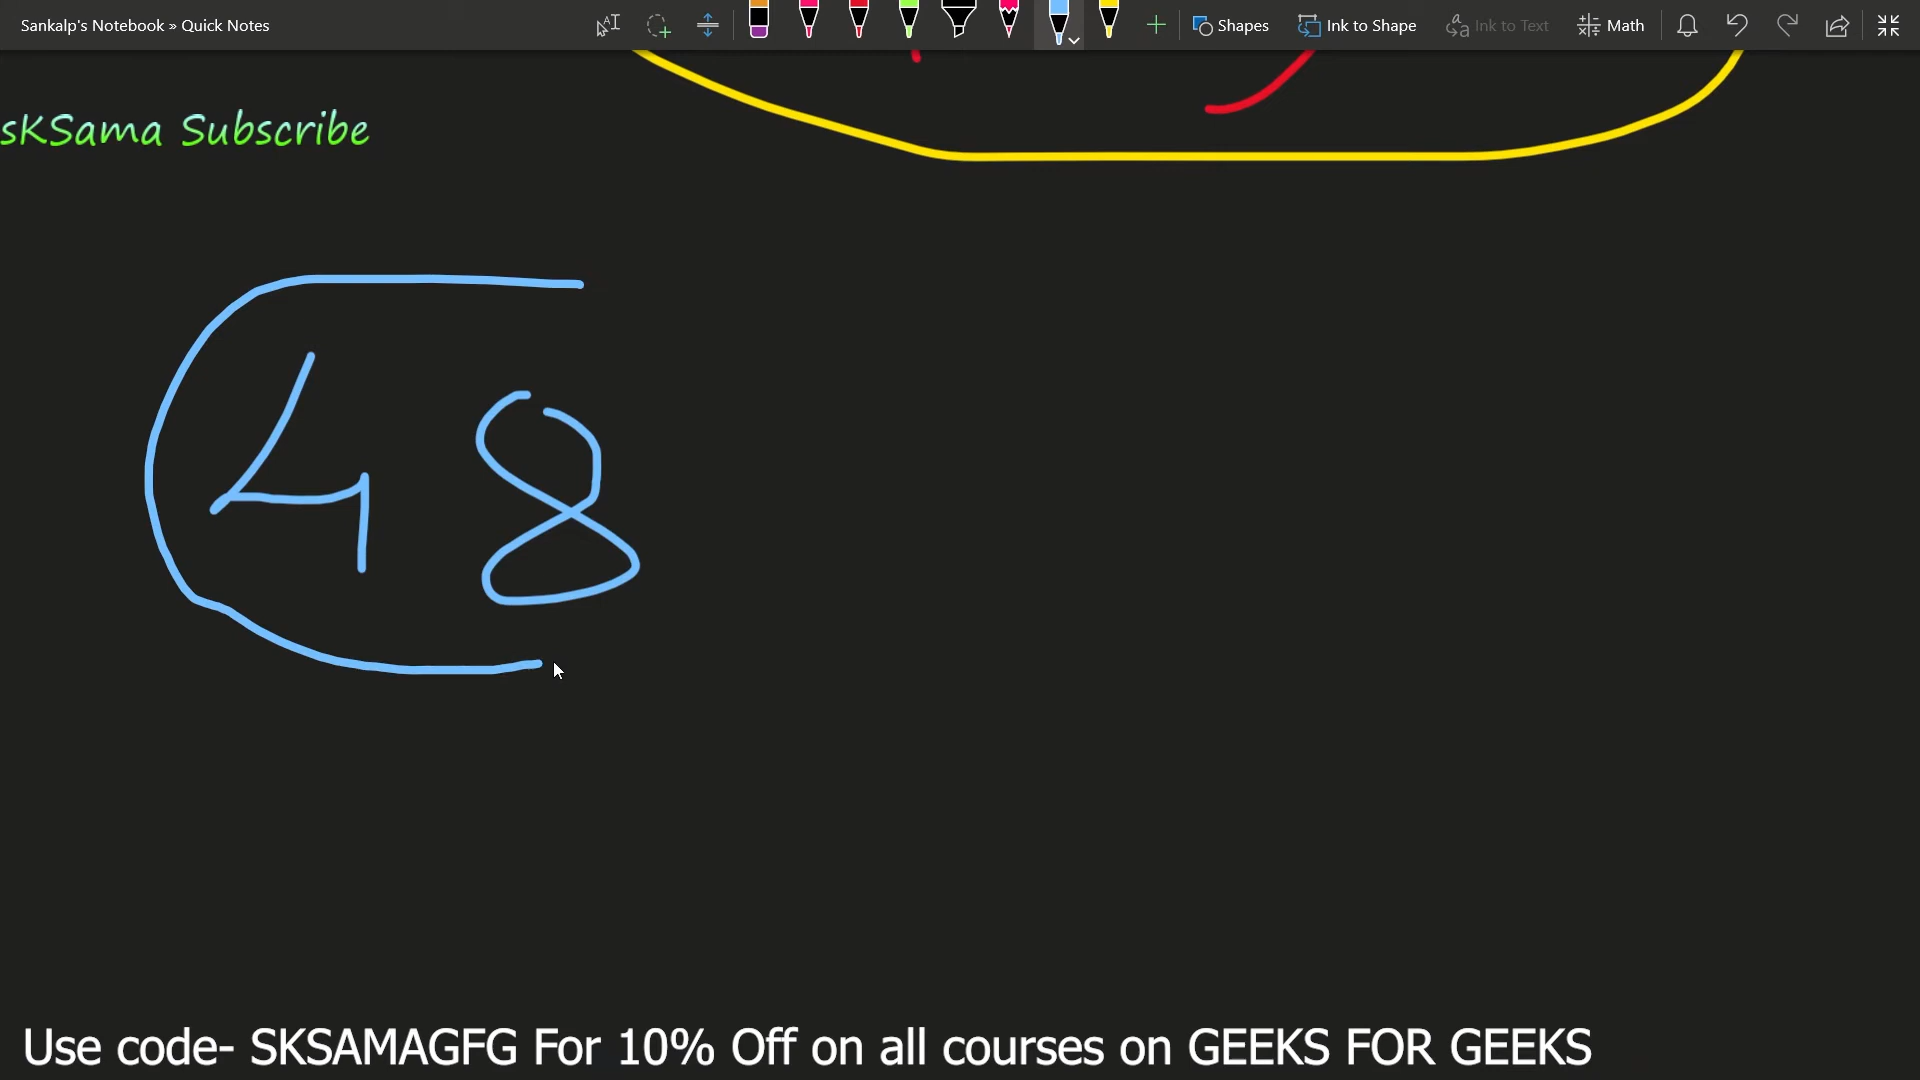 Sankalp's Notebook » Quick Notes
Shapes
Ink to Shape
Ink to Text
Math
sKSama Subscribe
48
Use code- SKSAMAGFG For 10% Off on all courses on GEEKS FOR GEEKS